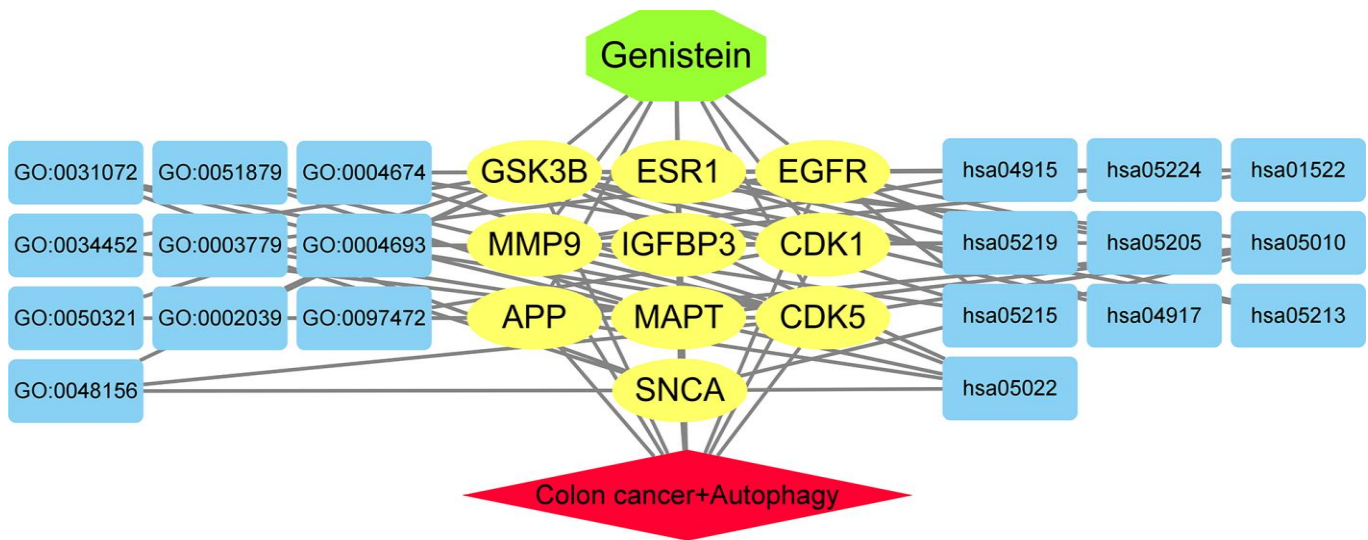 Genistein
GO:0031072 GO:0051879 GO:0004674 GSK3B ESR1 EGFR hsa04915 hsa05224 hsa01522
GO:0034452 GO:0003779 GO:0004693 MMP9 IGFBP3 CDK1 hsa05219 hsa05205 hsa05010
GO:0050321 GO:0002039 GO:0097472 APP MAPT CDK5 hsa05215 hsa04917 hsa05213
GO:0048156 SNCA hsa05022
Colon cancer+Autophagy